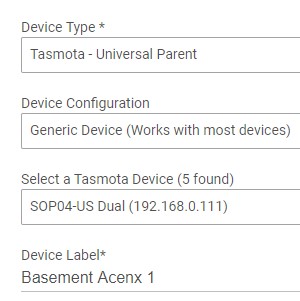 Device Type *
Tasmota - Universal Parent
Device Configuration
Generic Device (Works with most devices)
Select a Tasmota Device (5 found)
SOP04-US Dual (192.168.0.111)
Device Label*
Basement Acenx 1